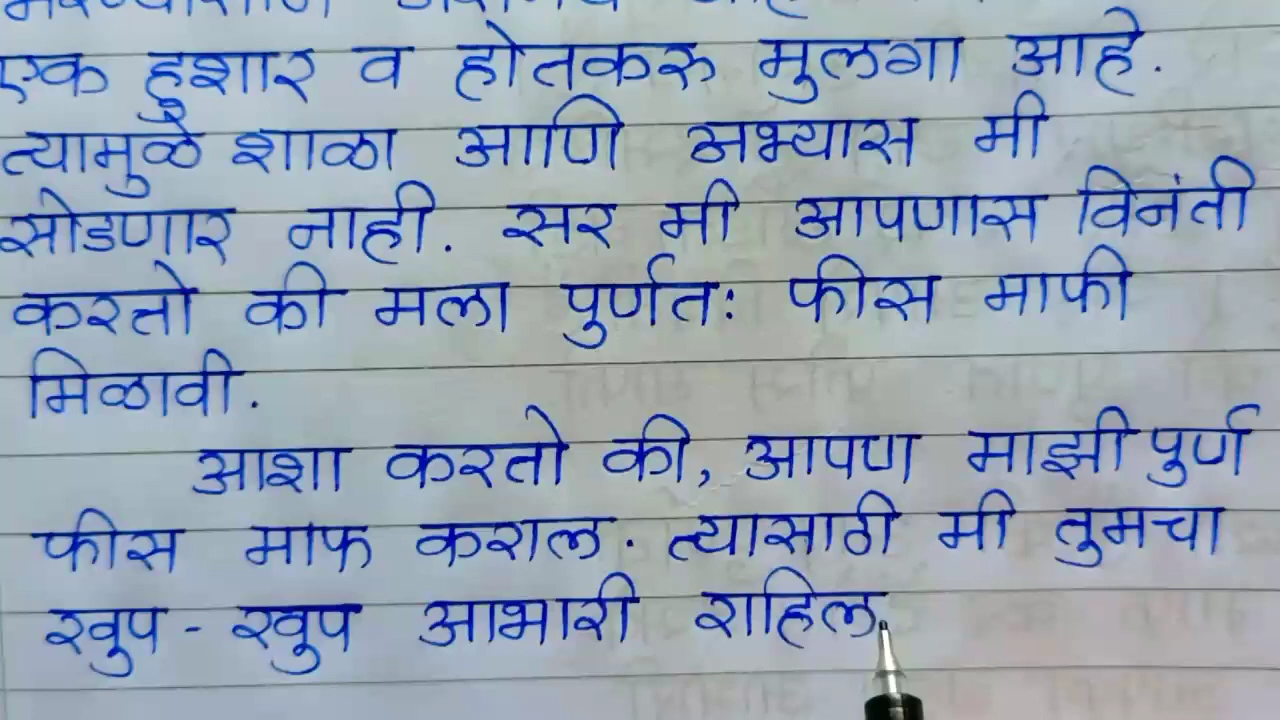 एक हुशार व होतकरू मुलगा आहे.
त्यामुळे शाळा आणि अभ्यास मी
सोडणार नाही. सर मी आपणास विनंती
करतो की मला पुर्णत: फीस माफी
मिळावी.
आशा करतो की, आपण माझी पुर्ण
फीस माफ कराल. त्यासाठी मी तुमचा
खुप - खुप आभारी राहिल.